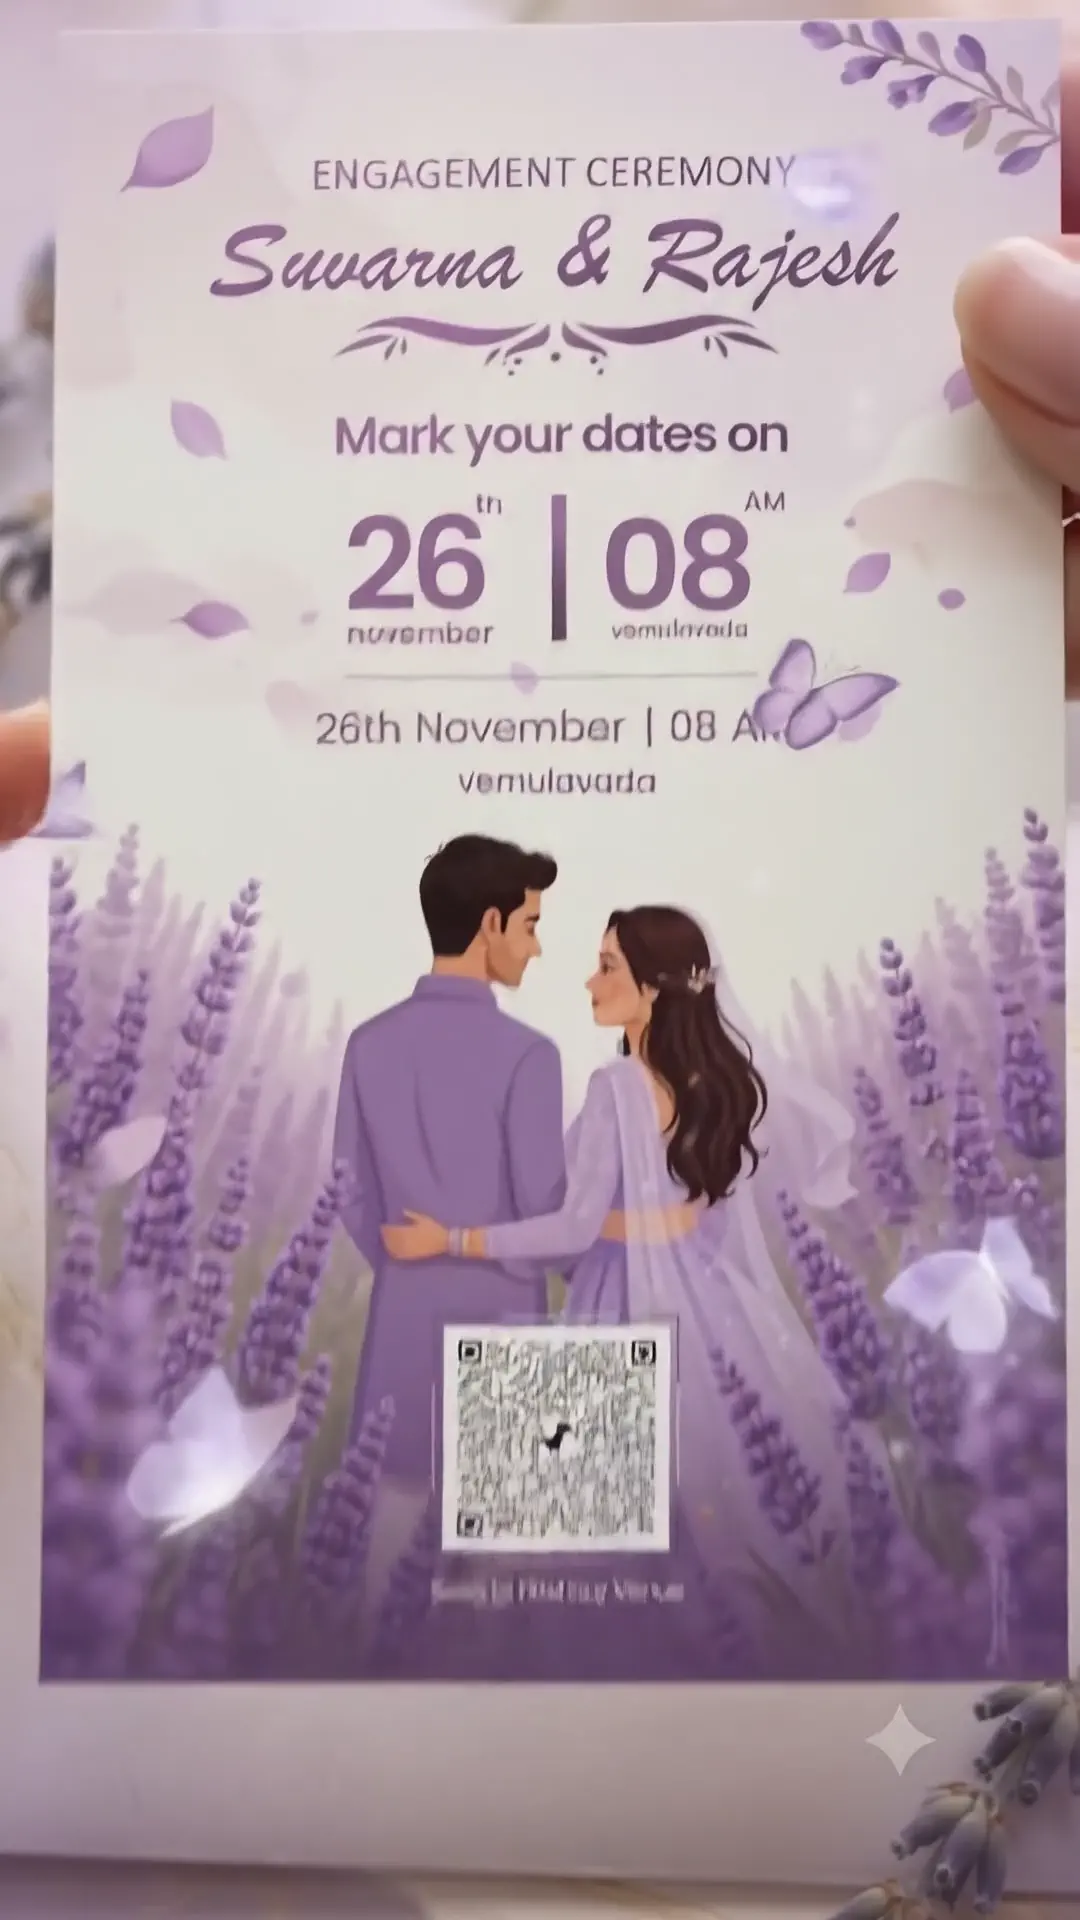 ENGAGEMENT CEREMONY
Suvarna & Rajesh
Mark your dates on
26th | 08 AM
november vemulavada
26th November | 08 A
vemulavada